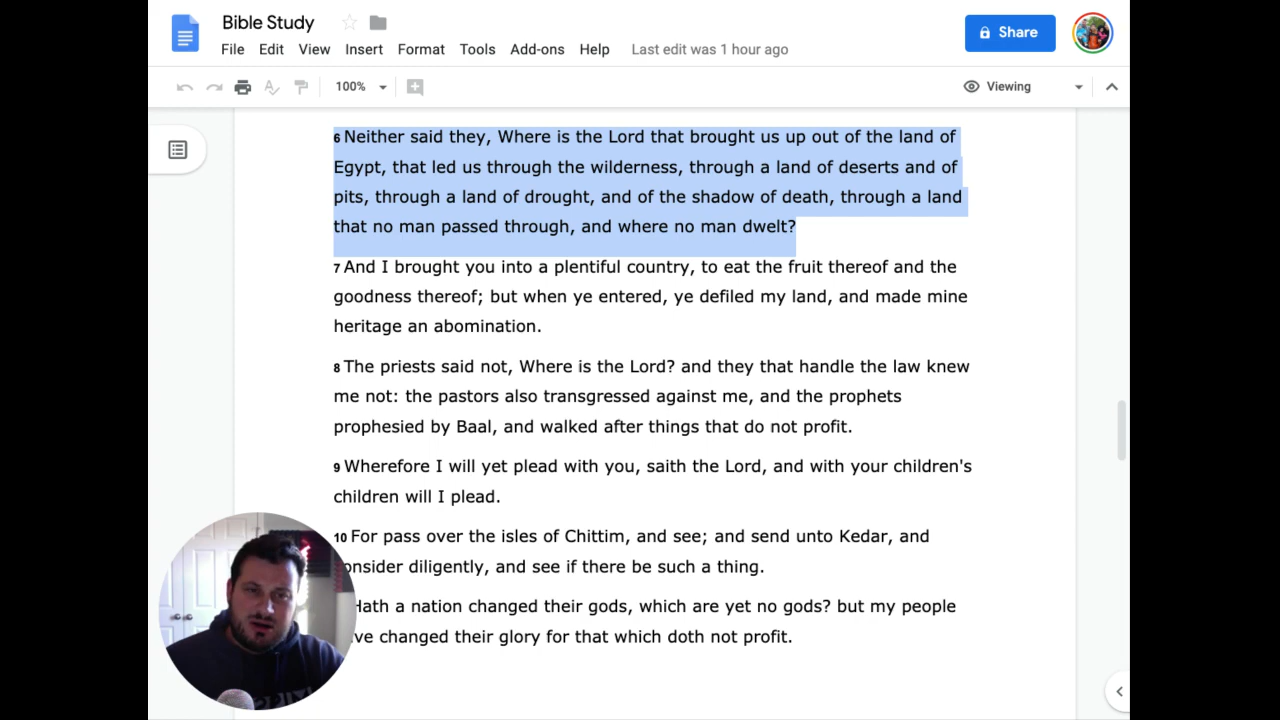 Bible Study
File Edit View Insert Format Tools Add-ons Help Last edit was 1 hour ago
Share
100%
Viewing
6 Neither said they, Where is the Lord that brought us up out of the land of
Egypt, that led us through the wilderness, through a land of deserts and of
pits, through a land of drought, and of the shadow of death, through a land
that no man passed through, and where no man dwelt?
7 And I brought you into a plentiful country, to eat the fruit thereof and the
goodness thereof; but when ye entered, ye defiled my land, and made mine
heritage an abomination.
8 The priests said not, Where is the Lord? and they that handle the law knew
me not: the pastors also transgressed against me, and the prophets
prophesied by Baal, and walked after things that do not profit.
9 Wherefore I will yet plead with you, saith the Lord, and with your children's
children will I plead.
10 For pass over the isles of Chittim, and see; and send unto Kedar, and
onsider diligently, and see if there be such a thing.
Hath a nation changed their gods, which are yet no gods? but my people
ve changed their glory for that which doth not profit.